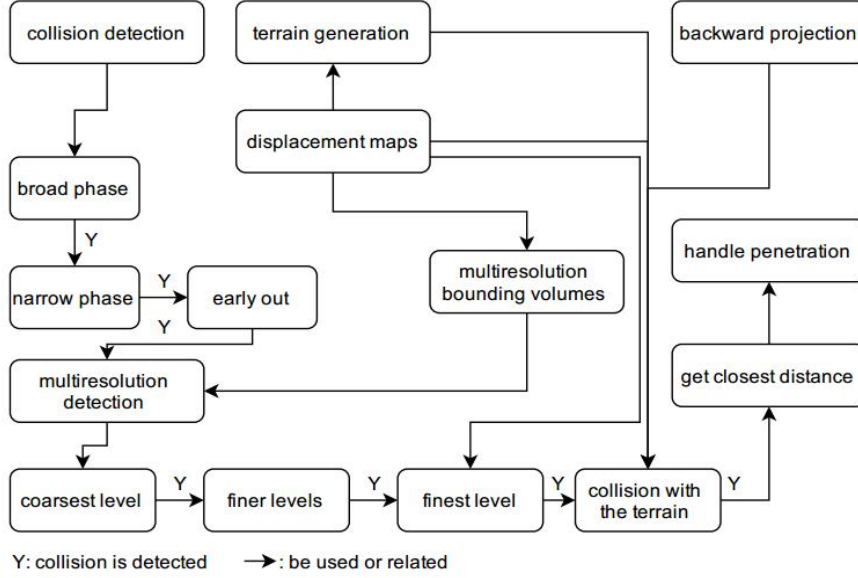 collision detection
terrain generation
backward projection
displacement maps
broad phase
Y
narrow phase
Y
early out
multiresolution
bounding volumes
handle penetration
Y
multiresolution
detection
get closest distance
coarsest level
Y
finer levels
Y
finest level
Y
collision with
the terrain
Y
Y: collision is detected
: be used or related